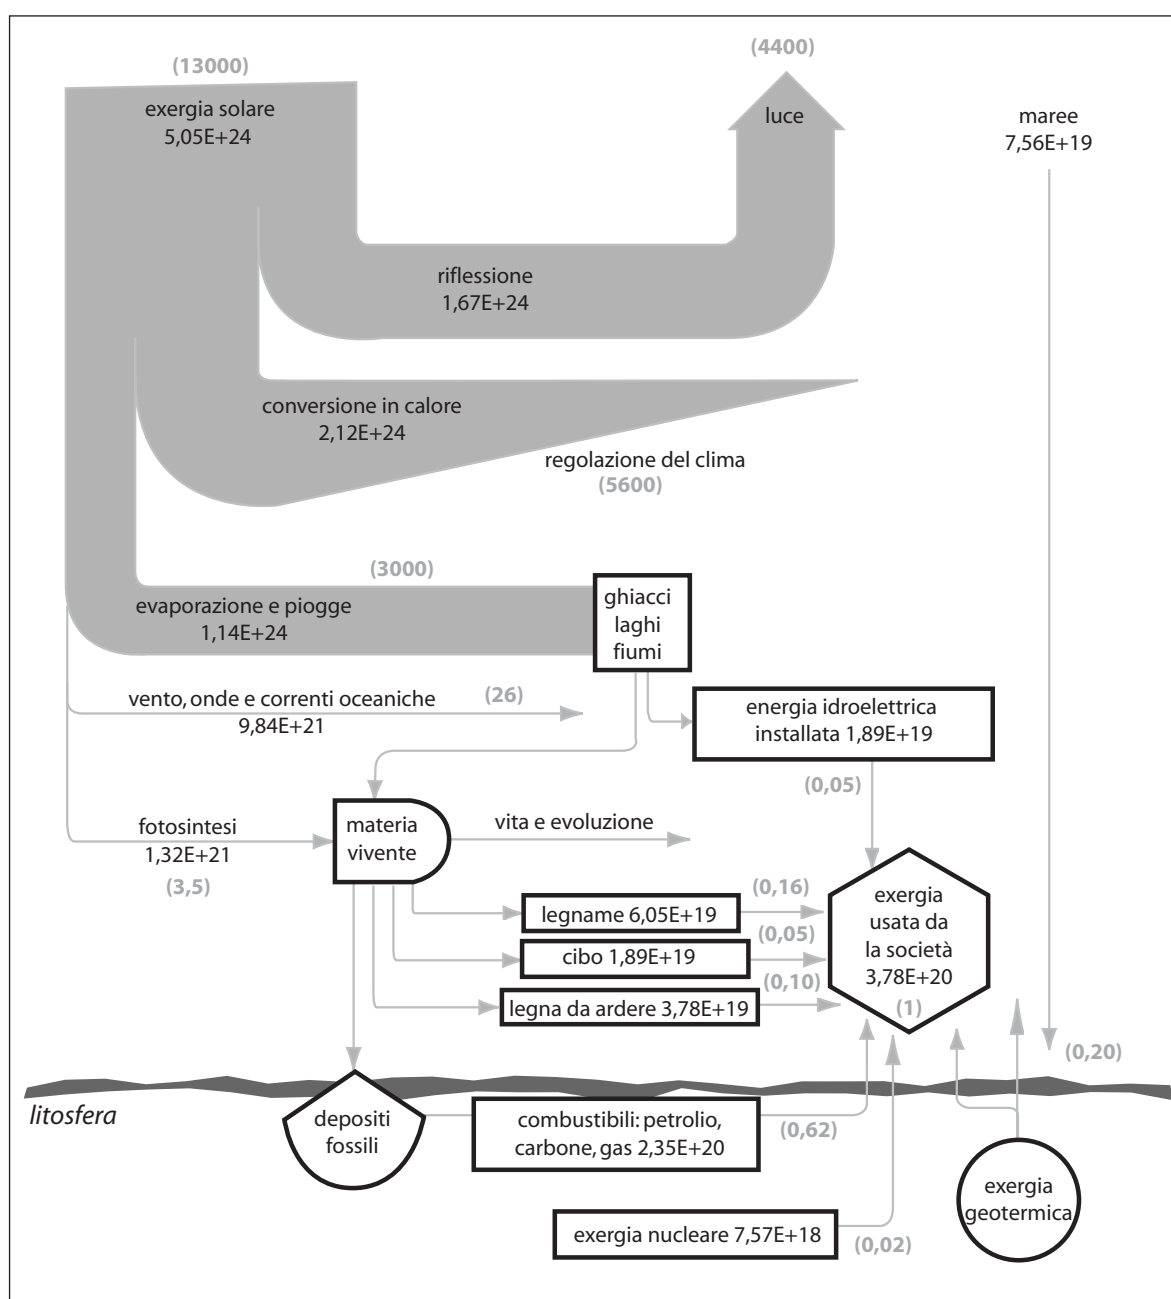 (13000)
exergia solare
5,05E+24
(4400)
luce
maree
7,56E+19
riflessione
1,67E+24
conversione in calore
2,12E+24
regolazione del clima
(5600)
(3000)
evaporazione e piogge
1,14E+24
ghiacci
laghi
fiumi
vento, onde e correnti oceaniche
9,84E+21
(26)
energia idroelettrica
installata 1,89E+19
(0,05)
fotosintesi
1,32E+21
(3,5)
materia
vivente
vita e evoluzione
legname 6,05E+19
(0,16)
cibo 1,89E+19
(0,05)
legna da ardere 3,78E+19
(0,10)
exergia
usata da
la società
3,78E+20
(1)
(0,20)
litosfera
depositi
fossili
combustibili: petrolio,
carbone, gas 2,35E+20
(0,62)
exergia nucleare 7,57E+18
(0,02)
exergia
geotermica